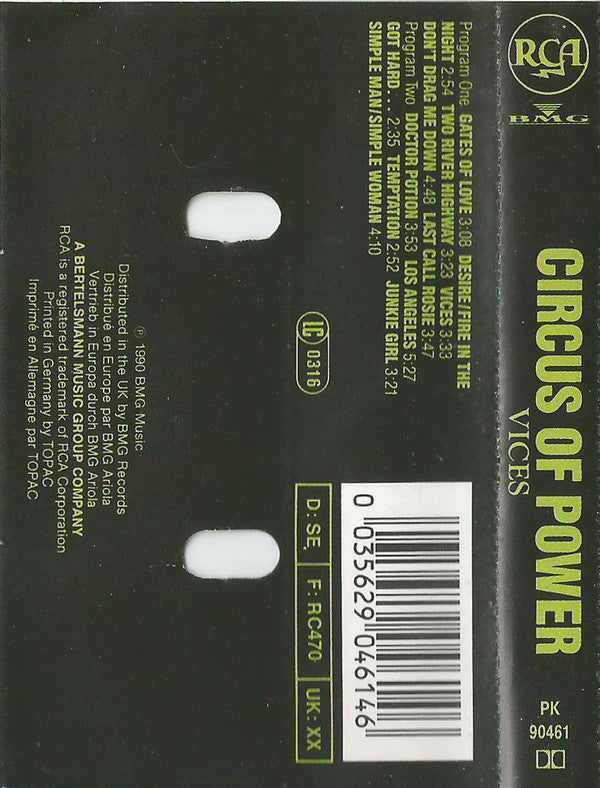 RCA
BMG
CIRCUS OF POWER
VICES
PK
90461
Program One GATES OF LOVE 3:08 DESIRE/FIRE IN THE
NIGHT 2:54 TWO RIVER HIGHWAY 3:23 VICES 3:33
DON'T DRAG ME DOWN 4:48 LAST CALL ROSIE 3:47
Program Two DOCTOR POTION 3:53 LOS ANGELES 5:27
GOT HARD... 2:35 TEMPTATION 2:52 JUNKIE GIRL 3:21
SIMPLE MAN/SIMPLE WOMAN 4:10
0 035629 046146
D: SE
F: RC470
UK: XX
LC 0316
℗ 1990 BMG Music
Distributed in the UK by BMG Records
Distribué en Europe par BMG Ariola
Vertrieb in Europa durch BMG Ariola
A BERTELSMANN MUSIC GROUP COMPANY
RCA is a registered trademark of RCA Corporation
Printed in Germany by TOPAC
Imprimé en Allemagne par TOPAC